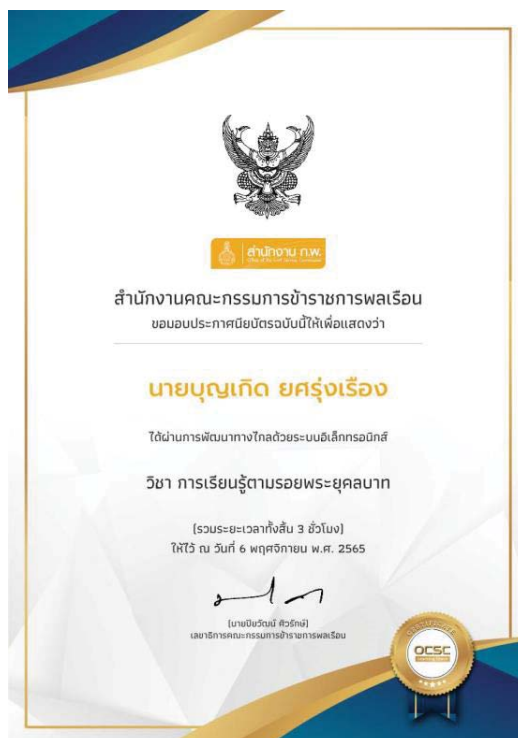 สำนักงาน ก.พ.
สำนักงานคณะกรรมการข้าราชการพลเรือน
ขอมอบประกาศนียบัตรฉบับนี้ให้เพื่อแสดงว่า
นายบุญเกิด ยศรุ่งเรือง
ได้ผ่านการพัฒนาทางไกลด้วยระบบอิเล็กทรอนิกส์
วิชา การเรียนรู้ตามรอยพระยุคลบาท
(รวมระยะเวลาทั้งสิ้น 3 ชั่วโมง)
ให้ไว้ ณ วันที่ 6 พฤศจิกายน พ.ศ. 2565
(นายปิยวัฒน์ ศิวรักษ์)
เลขาธิการคณะกรรมการข้าราชการพลเรือน
OCSC